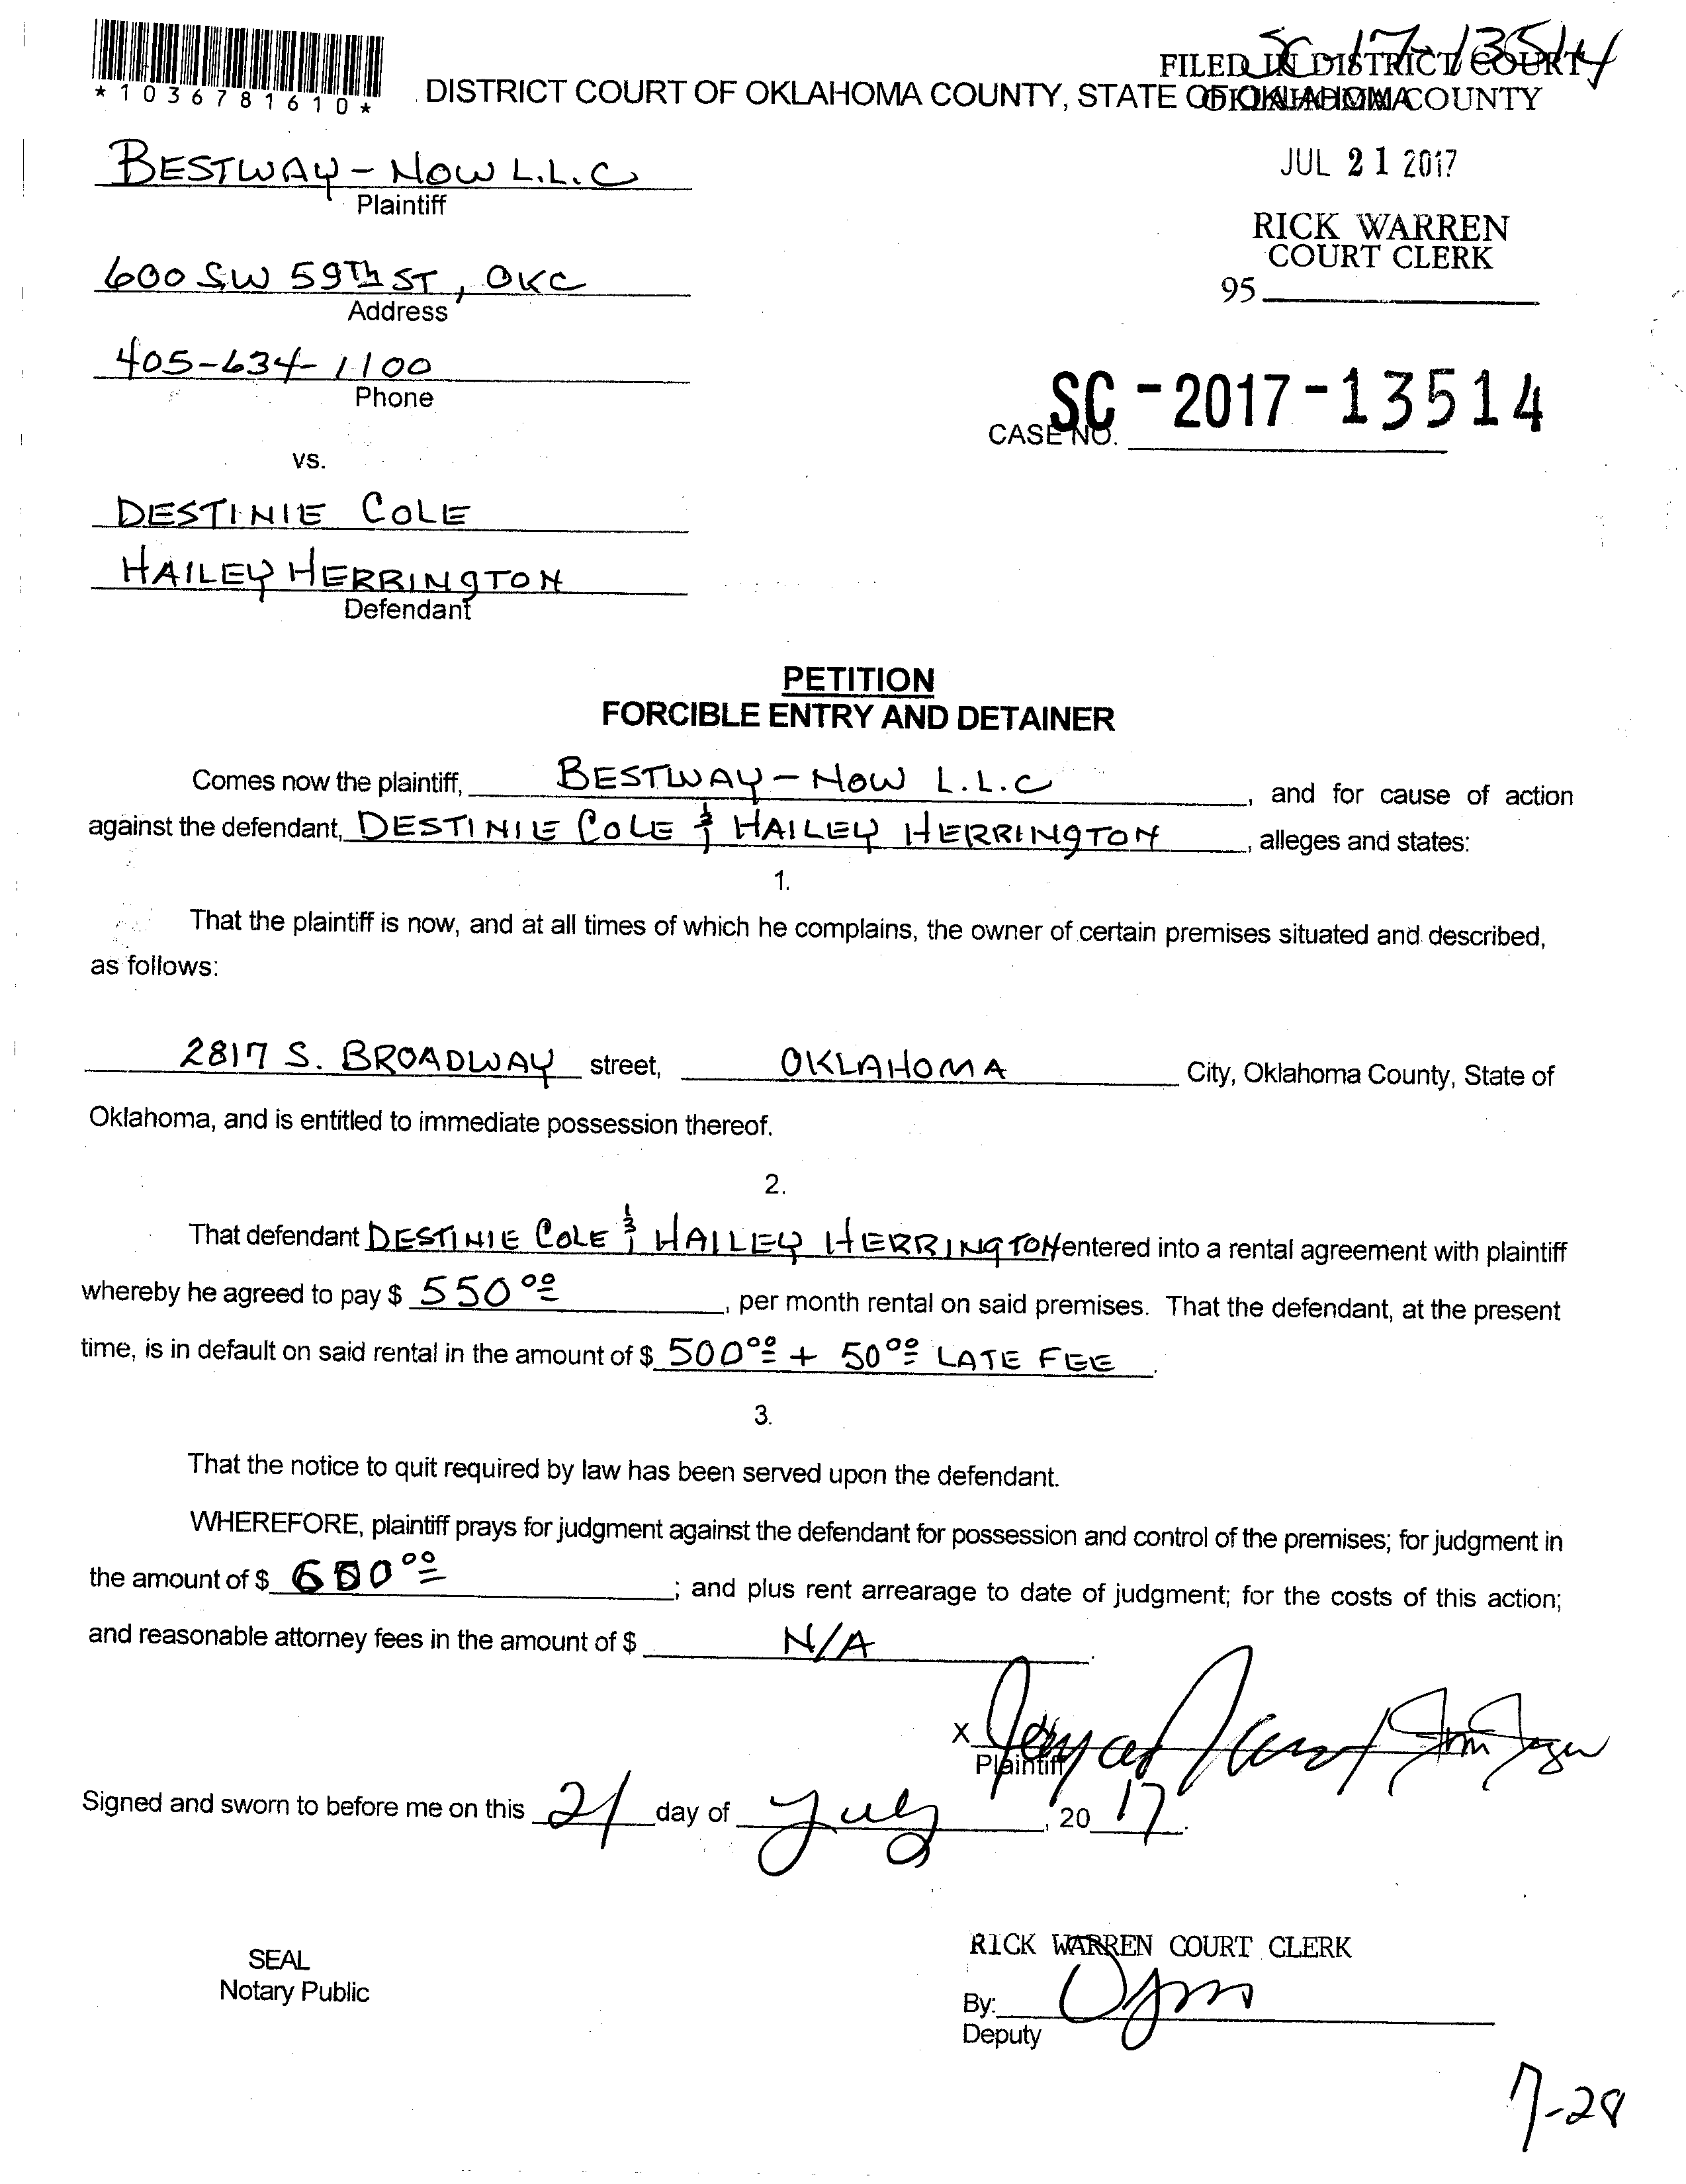 SC-17-13514
FILED IN DISTRICT COURT
*1036781610*
DISTRICT COURT OF OKLAHOMA COUNTY, STATE OF OKLAHOMA
OKLAHOMA COUNTY
BESTWAY - NOW L.L.C
Plaintiff
JUL 21 2017
RICK WARREN
COURT CLERK
600 SW 59Th ST, OKC
Address
95
405-634-1100
Phone
CASE NO. SC-2017-13514
vs.
DESTINIE COLE
HAILEY HERRINGTON
Defendant
PETITION
FORCIBLE ENTRY AND DETAINER
Comes now the plaintiff, BESTWAY - NOW L.L.C, and for cause of action
against the defendant, DESTINIE COLE & HAILEY HERRINGTON, alleges and states:
1.
That the plaintiff is now, and at all times of which he complains, the owner of certain premises situated and described,
as follows:
2817 S. BROADWAY street, OKLAHOMA City, Oklahoma County, State of
Oklahoma, and is entitled to immediate possession thereof.
2.
That defendant DESTINIE COLE & HAILEY HERRINGTON entered into a rental agreement with plaintiff
whereby he agreed to pay $ 550 00, per month rental on said premises. That the defendant, at the present
time, is in default on said rental in the amount of $ 500 00 + 50 00 LATE FEE.
3.
That the notice to quit required by law has been served upon the defendant.
WHEREFORE, plaintiff prays for judgment against the defendant for possession and control of the premises; for judgment in
the amount of $ ; and plus rent arrearage to date of judgment; for the costs of this action;
and reasonable attorney fees in the amount of $ N/A.
X
Plaintiff
Signed and sworn to before me on this 21 day of July, 20 17.
SEAL
Notary Public
RICK WARREN COURT CLERK
By:
Deputy
7-28